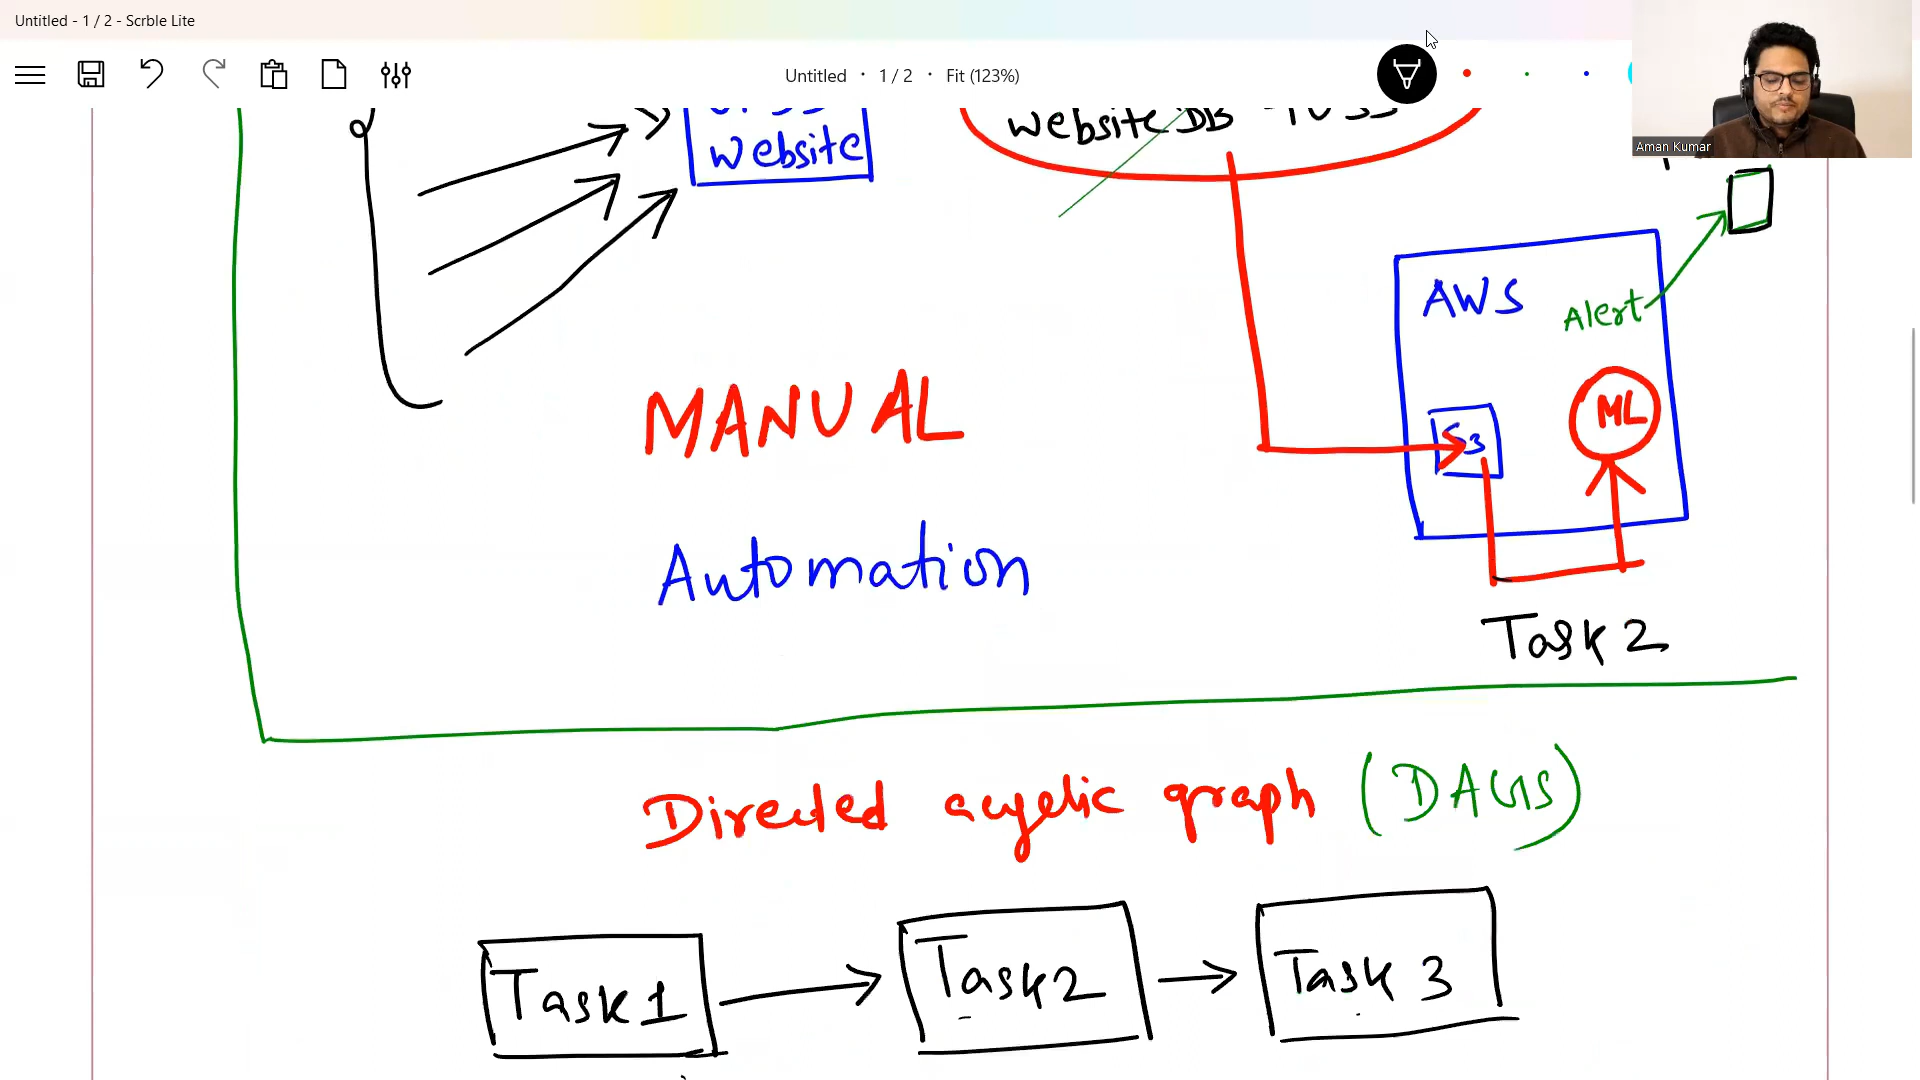 Untitled - 1 / 2 - Scrble Lite
Untitled • 1 / 2 • Fit (123%)
Aman Kumar
Website
Website DB
AWS
Alert
MANUAL
ML
S3
Automation
Task 2
Directed acyclic graph (DAGS)
Task 1
Task 2
Task 3